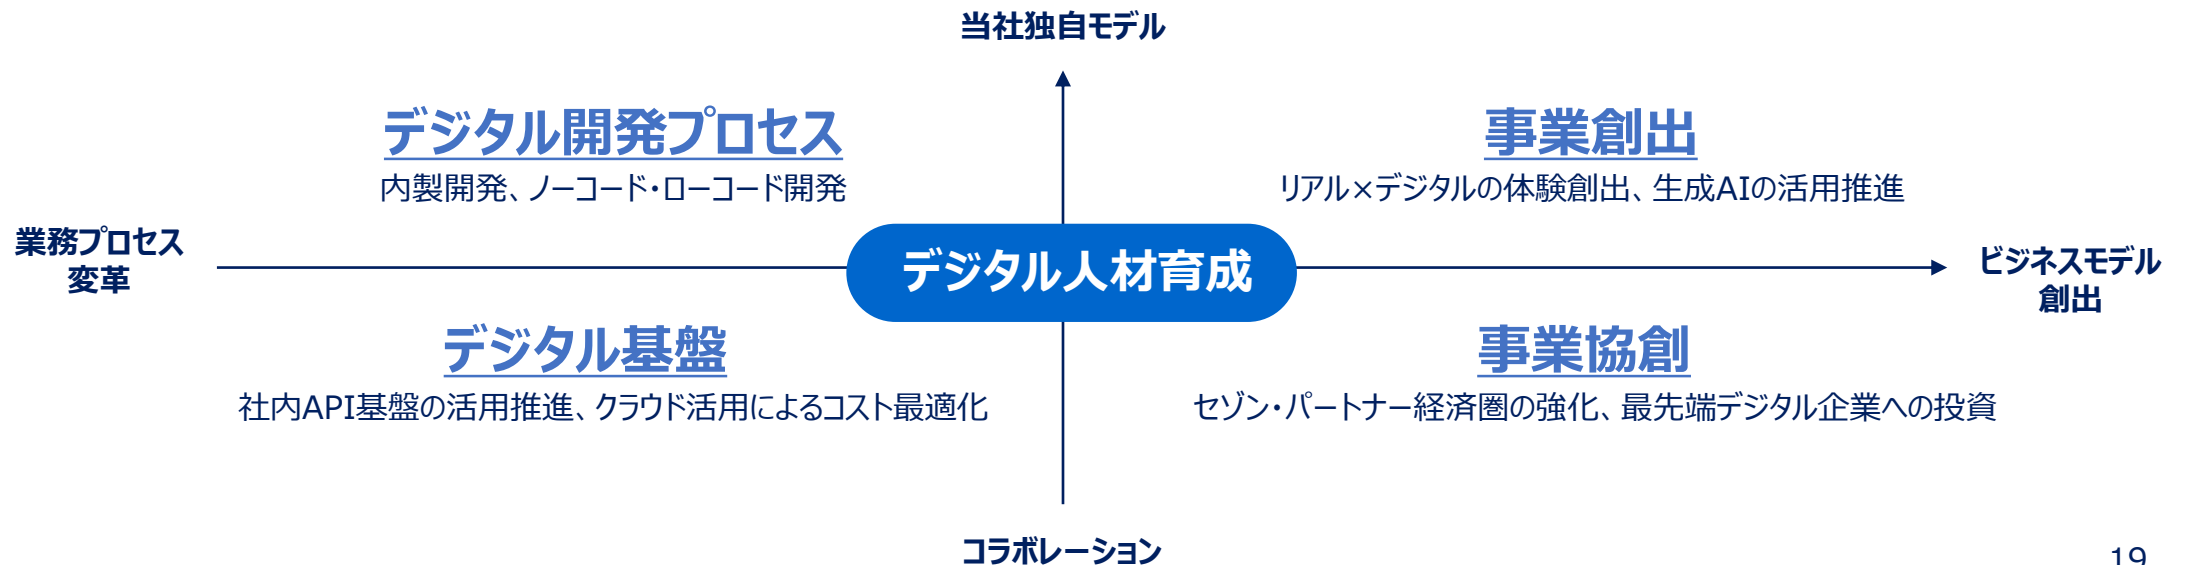 当社独自モデル
デジタル開発プロセス
内製開発、ノーコード・ローコード開発
事業創出
リアル×デジタルの体験創出、生成AIの活用推進
業務プロセス
変革
デジタル人材育成
ビジネスモデル
創出
デジタル基盤
社内API基盤の活用推進、クラウド活用によるコスト最適化
事業協創
セゾン・パートナー経済圏の強化、最先端デジタル企業への投資
コラボレーション
19